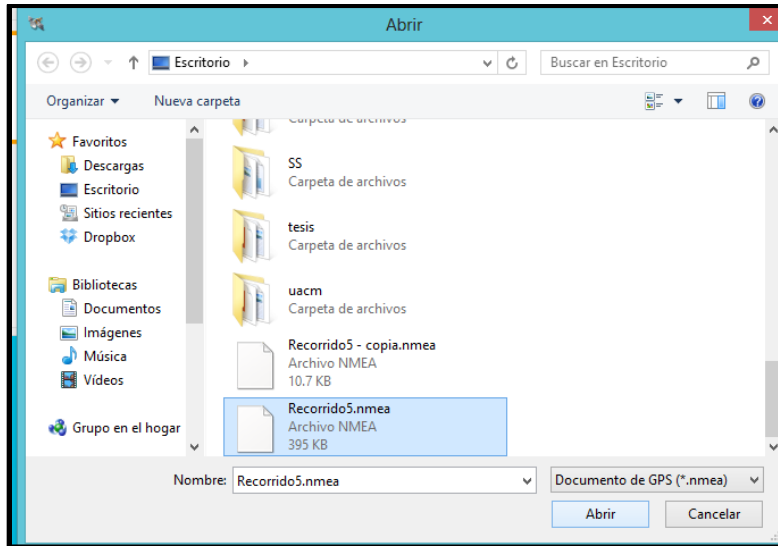 Abrir
Escritorio
Buscar en Escritorio
Organizar
Nueva carpeta
Favoritos
Descargas
Escritorio
Sitios recientes
Dropbox
Bibliotecas
Documentos
Imágenes
Música
Vídeos
Grupo en el hogar
Carpeta de archivos
SS
Carpeta de archivos
tesis
Carpeta de archivos
uacm
Carpeta de archivos
Recorrido5 - copia.nmea
Archivo NMEA
10.7 KB
Recorrido5.nmea
Archivo NMEA
395 KB
Nombre: Recorrido5.nmea
Documento de GPS (*.nmea)
Abrir
Cancelar